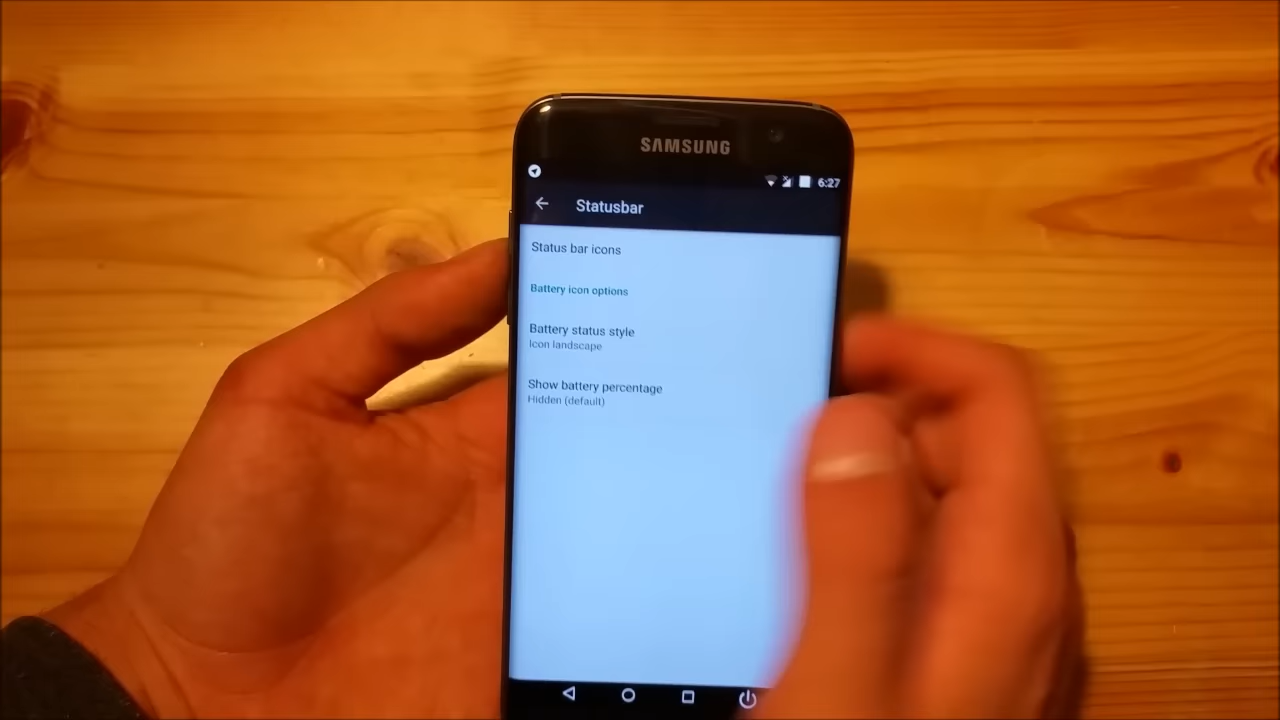 SAMSUNG
6:27
Statusbar
Status bar icons
Battery icon options
Battery status style
Icon landscape
Show battery percentage
Hidden (default)